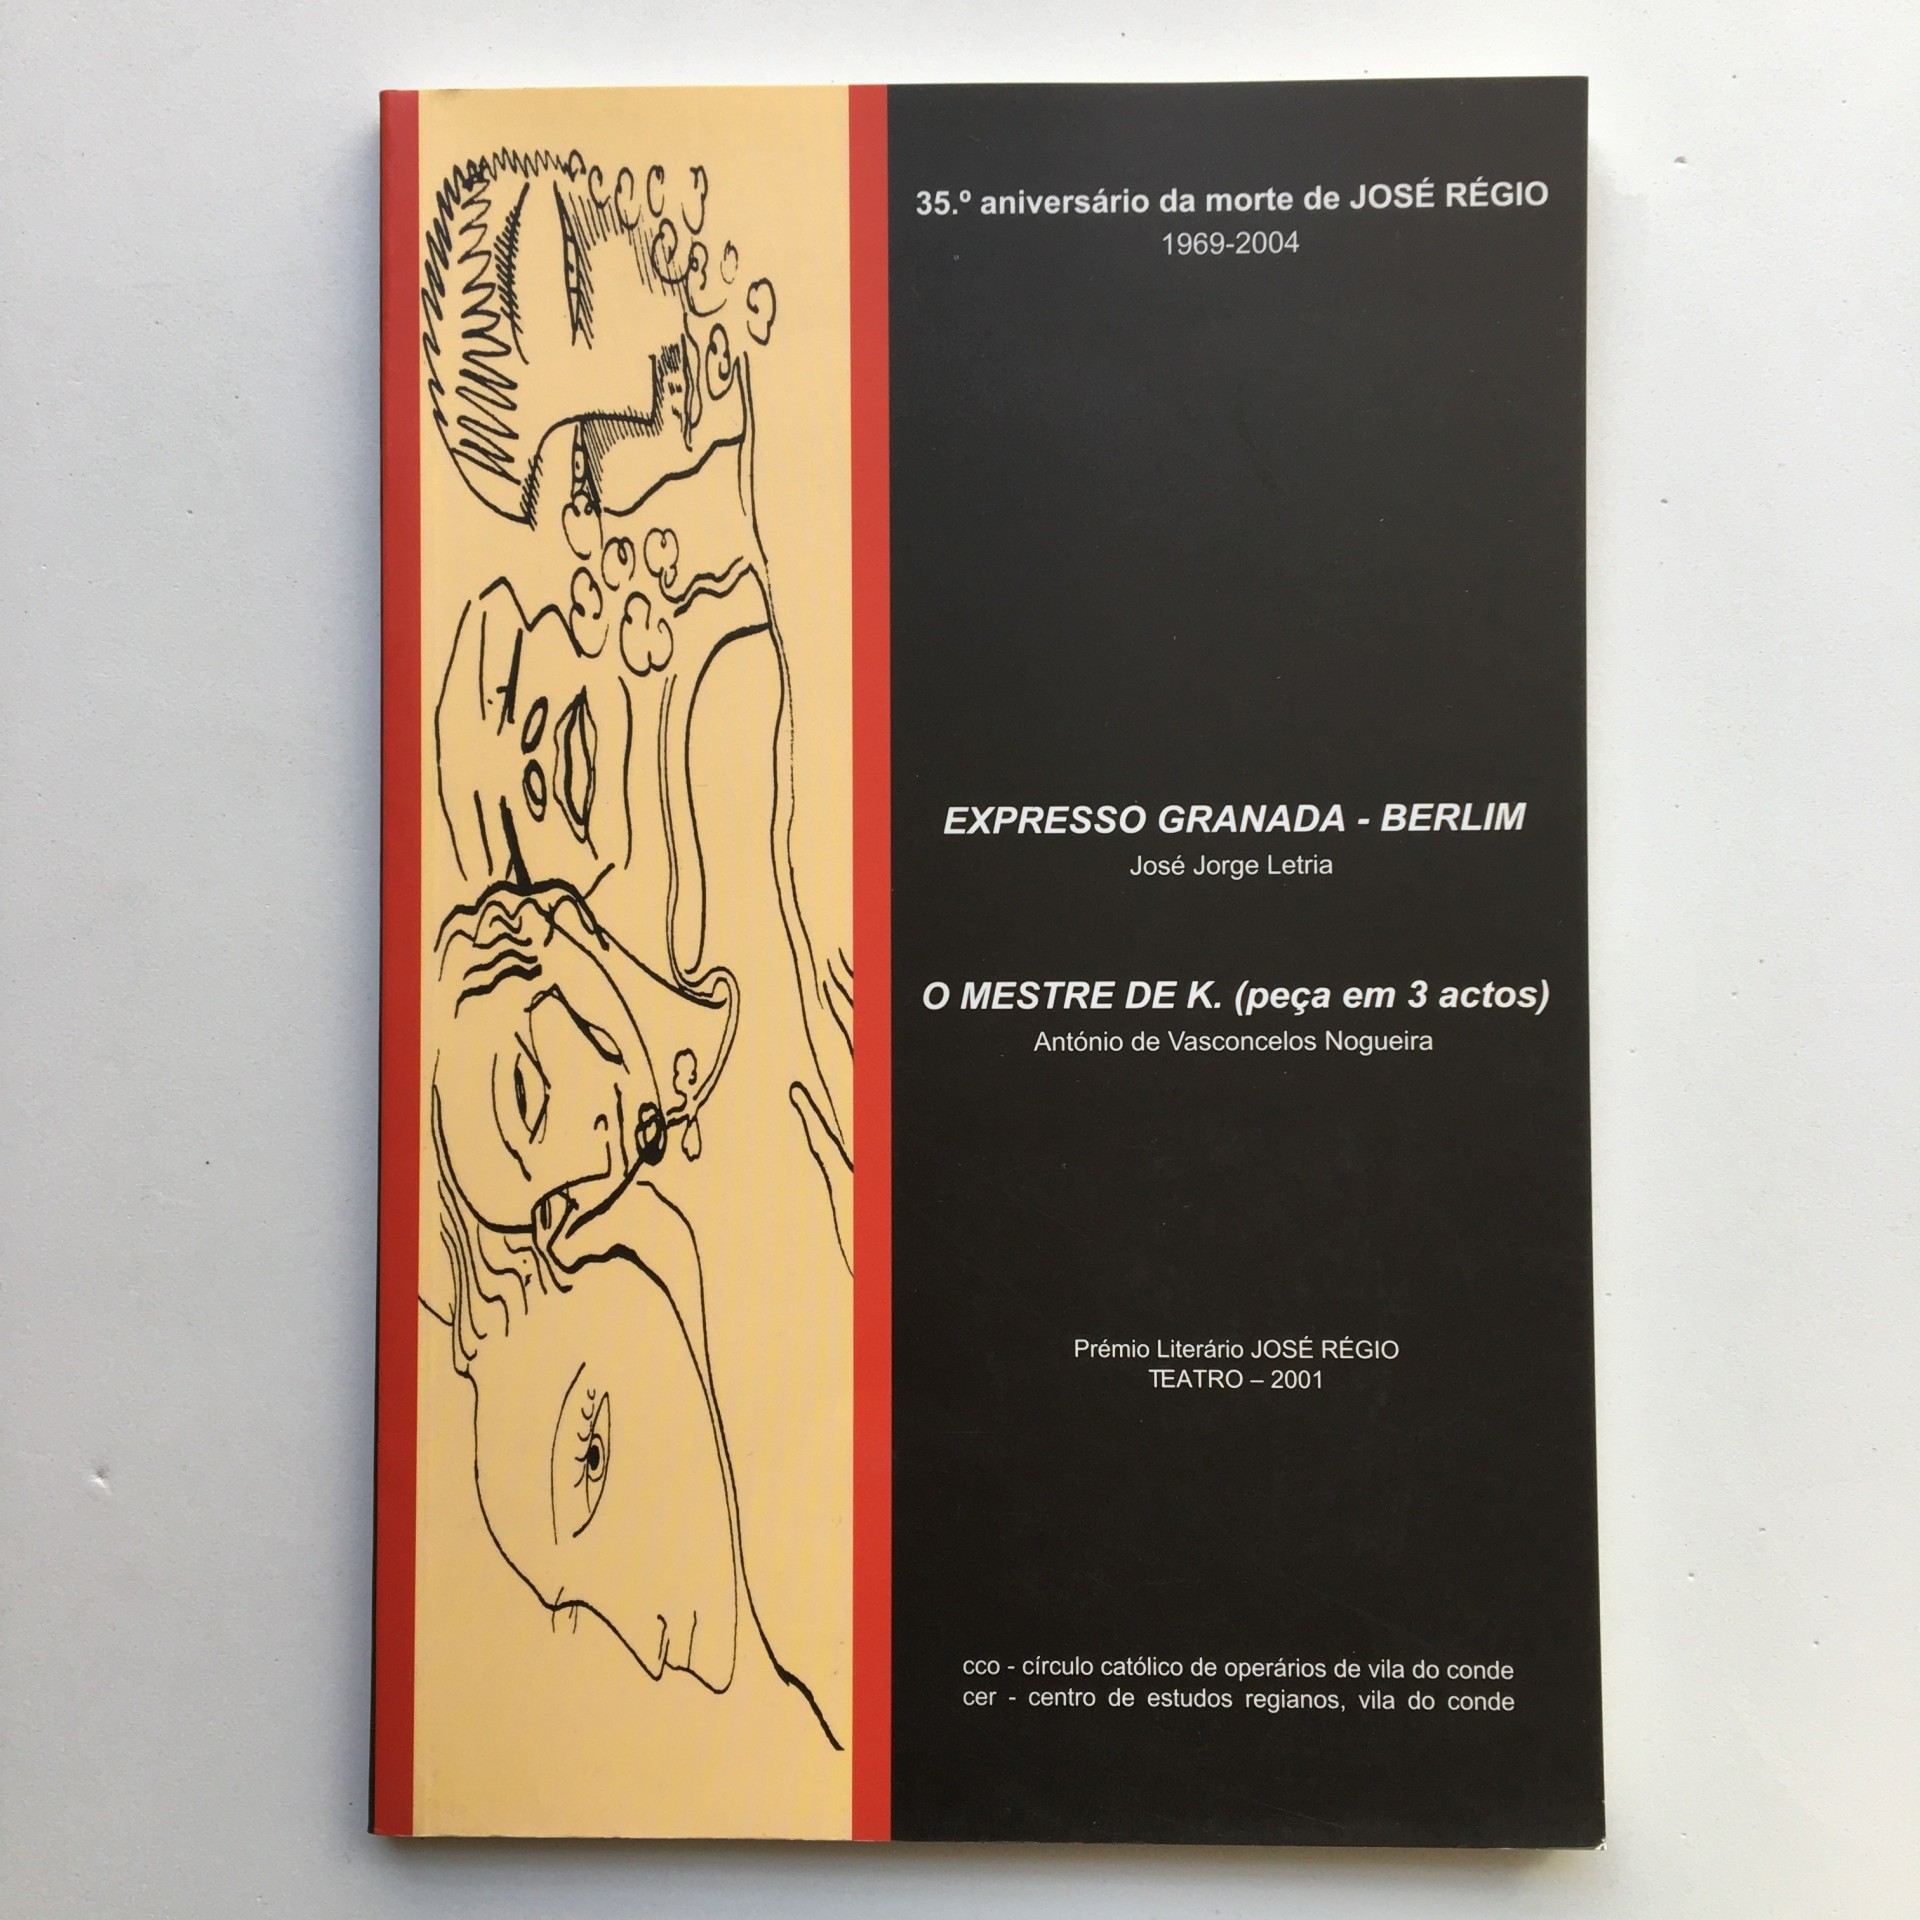 35.º aniversário da morte de JOSÉ RÉGIO
1969-2004
EXPRESSO GRANADA - BERLIM
José Jorge Letria
O MESTRE DE K. (peça em 3 actos)
António de Vasconcelos Nogueira
Prémio Literário JOSÉ RÉGIO
TEATRO – 2001
cco - círculo católico de operários de vila do conde
cer - centro de estudos regianos, vila do conde